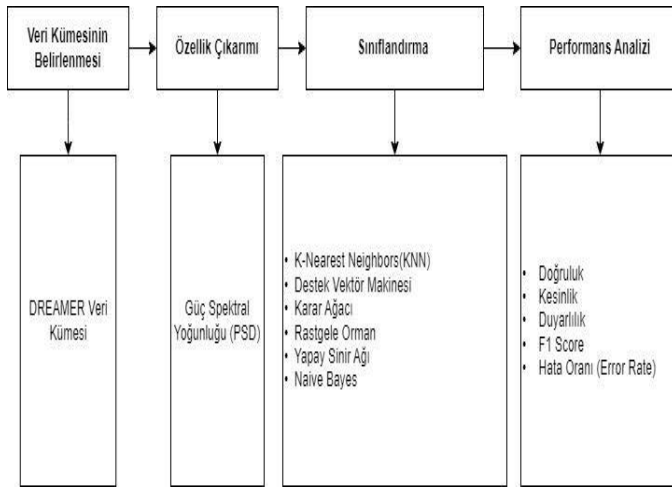 Veri Kümesinin
Belirlenmesi
Özellik Çıkarımı
Sınıflandırma
Performans Analizi
DREAMER Veri
Kümesi
Güç Spektral
Yoğunluğu (PSD)
• K-Nearest Neighbors(KNN)
• Destek Vektör Makinesi
• Karar Ağacı
• Rastgele Orman
• Yapay Sinir Ağı
• Naive Bayes
• Doğruluk
• Kesinlik
• Duyarlılık
• F1 Score
• Hata Oranı (Error Rate)